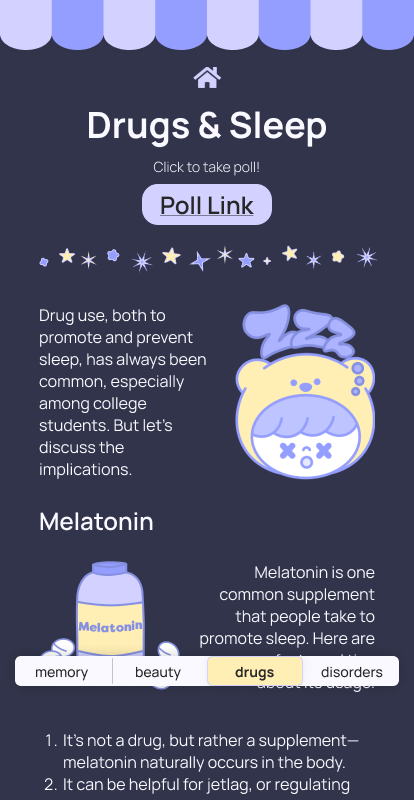 Drugs & Sleep
Click to take poll!
Poll Link
Drug use, both to
promote and prevent
sleep, has always been
common, especially
among college
students. But let's
discuss the
implications.
Zzz
Melatonin
Melatonin
Melatonin is one
common supplement
that people take to
promote sleep. Here are
about its usage.
memory beauty drugs disorders
1. It's not a drug, but rather a supplement—
melatonin naturally occurs in the body.
2. It can be helpful for jetlag, or regulating